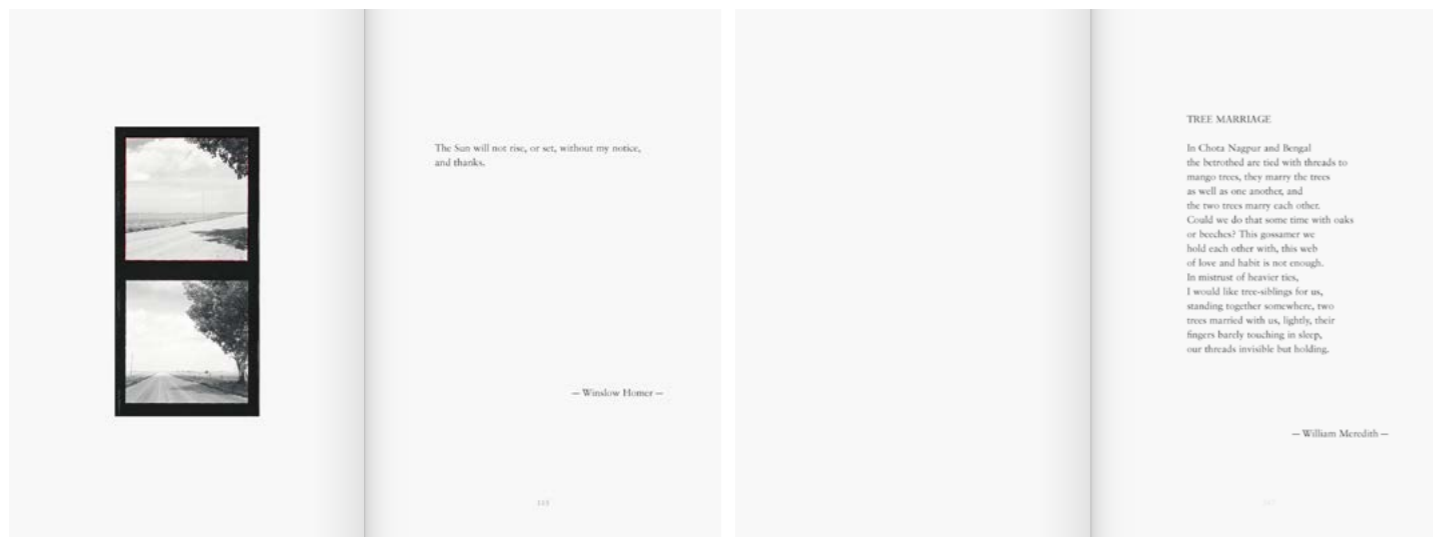 The Sun will not rise, or set, without my notice,
and thanks.
— Winslow Homer —
TREE MARRIAGE
In Chota Nagpur and Bengal
the betrothed are tied with threads to
mango trees, they marry the trees
as well as one another, and
the two trees marry each other.
Could we do that some time with oaks
or beeches? This gossamer we
hold each other with, this web
of love and habit is not enough.
In mistrust of heavier ties,
I would like tree-siblings for us,
standing together somewhere, two
trees married with us, lightly, their
fingers barely touching in sleep,
our threads invisible but holding.
— William Meredith —